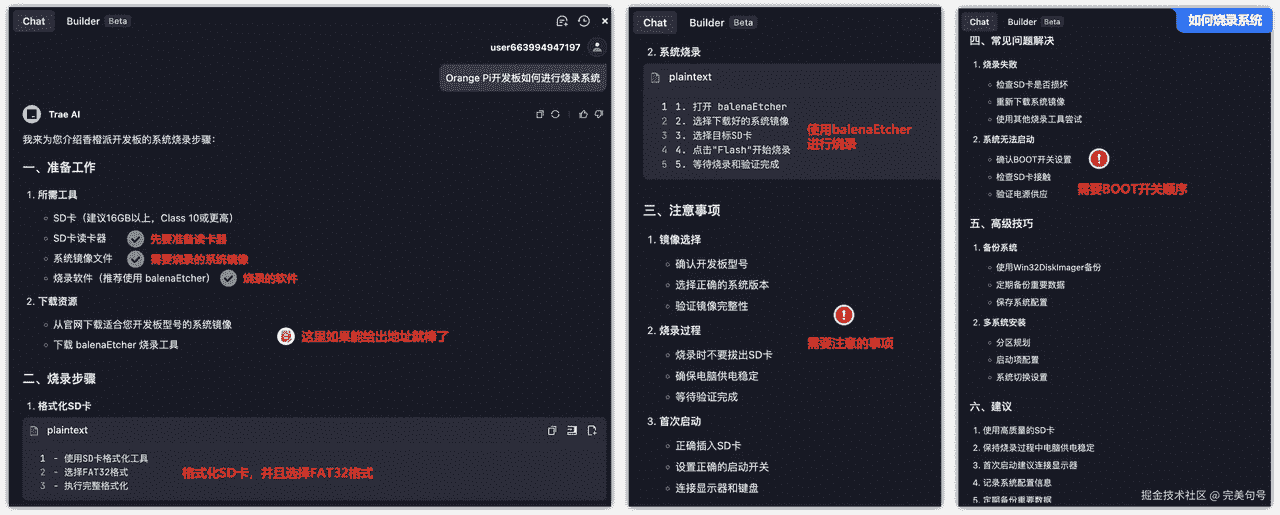 Chat Builder Beta
user663994947197
Orange Pi开发板如何进行烧录系统
Trae AI
我来为您介绍香橙派开发板的系统烧录步骤：
一、准备工作
1. 所需工具
SD卡（建议16GB以上，Class 10或更高）
SD卡读卡器 先要准备读卡器
系统镜像文件 需要烧录的系统镜像
烧录软件（推荐使用 balenaEtcher） 烧录的软件
2. 下载资源
从官网下载适合您开发板型号的系统镜像
这里如果能给出地址就棒了
下载 balenaEtcher 烧录工具
二、烧录步骤
1. 格式化SD卡
plaintext
1 - 使用SD卡格式化工具
2 - 选择FAT32格式
3 - 执行完整格式化
格式化SD卡，并且选择FAT32格式
Chat Builder Beta
2. 系统烧录
plaintext
1 1. 打开 balenaEtcher
2 2. 选择下载好的系统镜像
3 3. 选择目标SD卡
4 4. 点击"Flash"开始烧录
5 5. 等待烧录和验证完成
使用balenaEtcher
进行烧录
三、注意事项
1. 镜像选择
确认开发板型号
选择正确的系统版本
验证镜像完整性
2. 烧录过程
需要注意的事项
烧录时不要拔出SD卡
确保电脑供电稳定
等待验证完成
3. 首次启动
正确插入SD卡
设置正确的启动开关
连接显示器和键盘
Chat Builder Beta
如何烧录系统
四、常见问题解决
1. 烧录失败
检查SD卡是否损坏
重新下载系统镜像
使用其他烧录工具尝试
2. 系统无法启动
确认BOOT开关设置
检查SD卡接触
验证电源供应
需要BOOT开关顺序
五、高级技巧
1. 备份系统
使用Win32DiskImager备份
定期备份重要数据
保存系统配置
2. 多系统安装
分区规划
启动项配置
系统切换设置
六、建议
1. 使用高质量的SD卡
2. 保持烧录过程中电脑供电稳定
3. 首次启动建议连接显示器
4. 记录系统配置信息
5. 定期备份重要数据
掘金技术社区 @ 完美句号